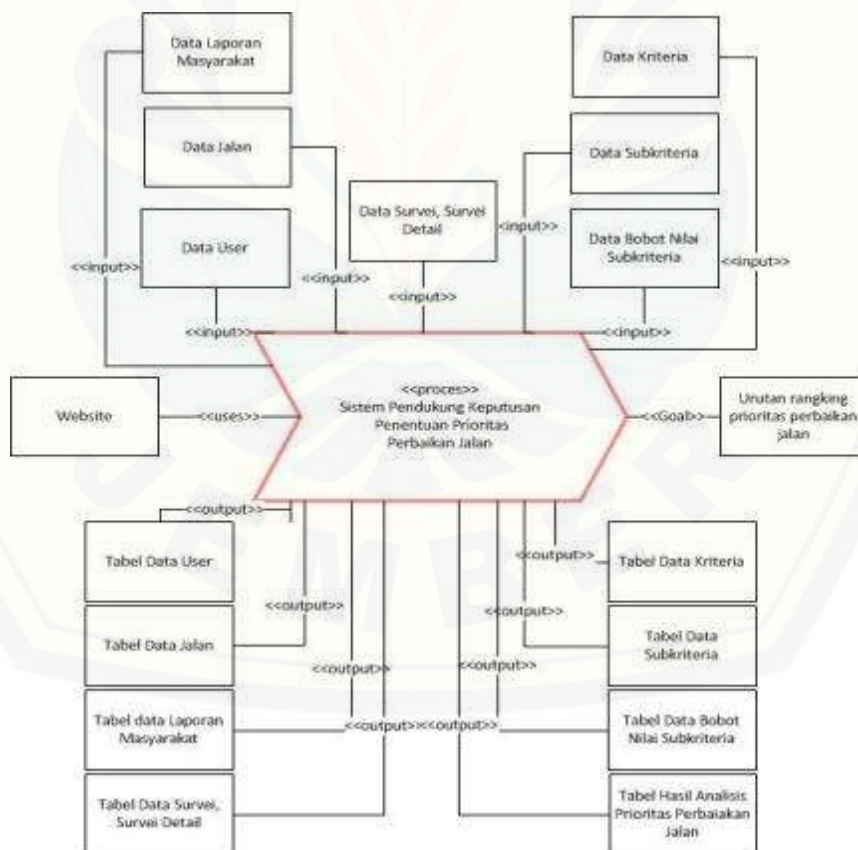 Data Laporan
Masyarakat
Data Kriteria
Data Jalan
Data Subkriteria
Data Survei, Survei
Detail
Data User
Data Bobot Nilai
Subkriteria
<<input>>
<<input>>
<<input>>
<<input>>
<<input>>
<<input>>
<<input>>
<<proces>>
Sistem Pendukung Keputusan
Penentuan Prioritas
Perbaikan Jalan
Website
<<uses>>
<<Goal>>
Urutan rangking
prioritas perbaikan
jalan
<<output>>
Tabel Data User
<<output>>
Tabel Data Kriteria
<<output>>
<<output>>
Tabel Data Jalan
Tabel Data
Subkriteria
<<output>>
<<output>>
Tabel data Laporan
Masyarakat
<<output>>
<<output>>
Tabel Data Bobot
Nilai Subkriteria
Tabel Data Survei,
Survei Detail
Tabel Hasil Analisis
Prioritas Perbaiakan
Jalan
JEMBER